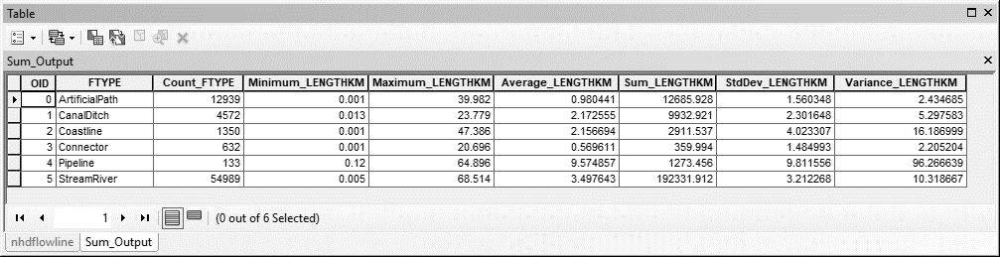 Table
Sum_Output
OID FTYPE Count_FTYPE Minimum_LENGTHKM Maximum_LENGTHKM Average_LENGTHKM Sum_LENGTHKM StdDev_LENGTHKM Variance_LENGTHKM
0 ArtificialPath 12939 0.001 39.982 0.980441 12685.928 1.560348 2.434685
1 CanalDitch 4572 0.013 23.779 2.172555 9932.921 2.301648 5.297583
2 Coastline 1350 0.001 47.386 2.156694 2911.537 4.023307 16.186999
3 Connector 632 0.001 20.696 0.569611 359.994 1.484993 2.205204
4 Pipeline 133 0.12 64.896 9.574857 1273.456 9.811556 96.266639
5 StreamRiver 54989 0.005 68.514 3.497643 192331.912 3.212268 10.318667
1 (0 out of 6 Selected)
nhdflowline Sum_Output